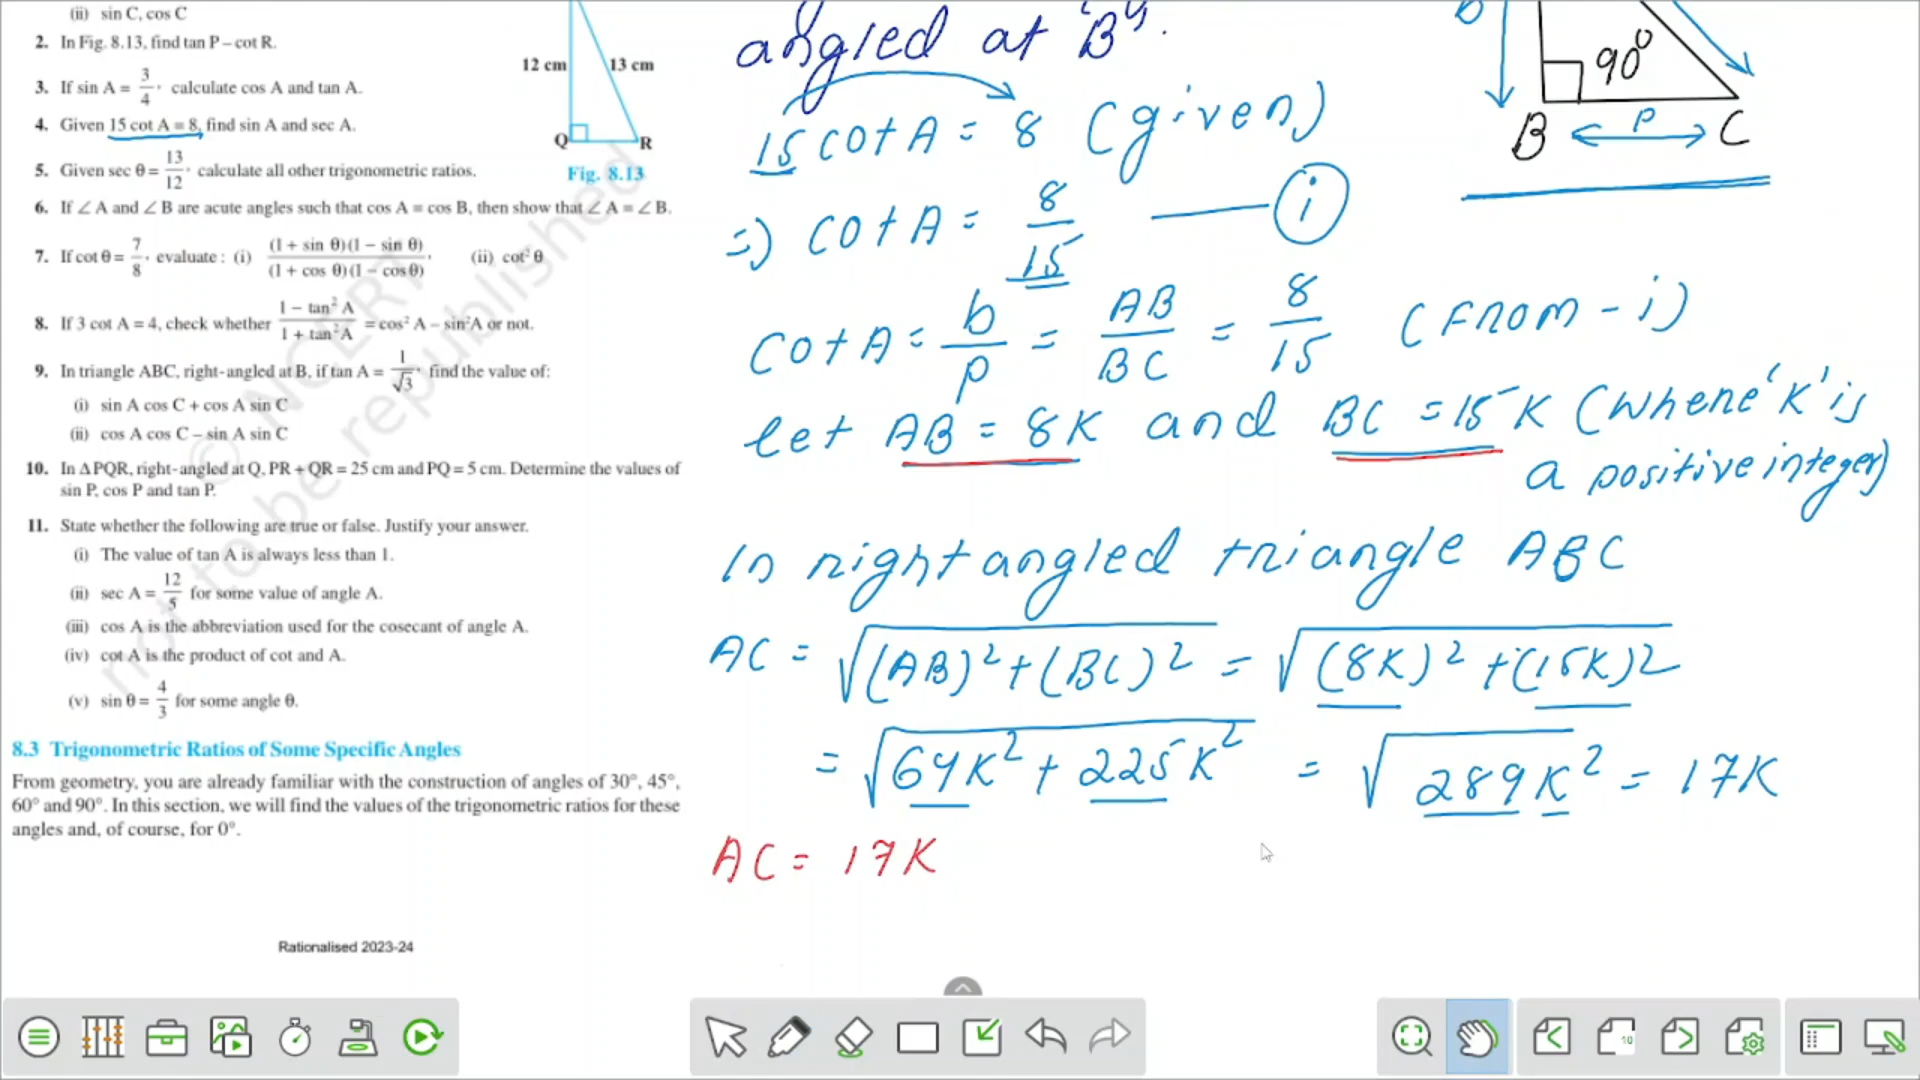 (ii) sin C, cos C
2. In Fig. 8.13, find tan P – cot R.
3. If sin A = 3/4, calculate cos A and tan A.
4. Given 15 cot A = 8, find sin A and sec A.
5. Given sec θ = 13/12, calculate all other trigonometric ratios.
6. If ∠A and ∠B are acute angles such that cos A = cos B, then show that ∠A = ∠B.
7. If cot θ = 7/8, evaluate : (i) (1 + sin θ)(1 – sin θ)/(1 + cos θ)(1 – cos θ), (ii) cot² θ
8. If 3 cot A = 4, check whether (1 – tan² A)/(1 + tan² A) = cos² A – sin² A or not.
9. In triangle ABC, right-angled at B, if tan A = 1/√3, find the value of:
(i) sin A cos C + cos A sin C
(ii) cos A cos C – sin A sin C
10. In ΔPQR, right-angled at Q, PR + QR = 25 cm and PQ = 5 cm. Determine the values of
sin P, cos P and tan P.
11. State whether the following are true or false. Justify your answer.
(i) The value of tan A is always less than 1.
(ii) sec A = 12/5 for some value of angle A.
(iii) cos A is the abbreviation used for the cosecant of angle A.
(iv) cot A is the product of cot and A.
(v) sin θ = 4/3 for some angle θ.
8.3 Trigonometric Ratios of Some Specific Angles
From geometry, you are already familiar with the construction of angles of 30°, 45°,
60° and 90°. In this section, we will find the values of the trigonometric ratios for these
angles and, of course, for 0°.
Rationalised 2023-24
12 cm 13 cm
Q R
Fig. 8.13
© NCERT
not to be republished
angled at 'B'.
15 cot A = 8 (given)
=) cot A = 8/15 — (i)
cot A = b/p = AB/BC = 8/15 (From - i)
let AB = 8K and BC = 15K (where 'K' is
a positive integer)
In right angled triangle ABC
AC = √(AB)² + (BC)² = √(8K)² + (15K)²
= √64K² + 225K² = √289K² = 17K
AC = 17K
b
90°
B p C
10